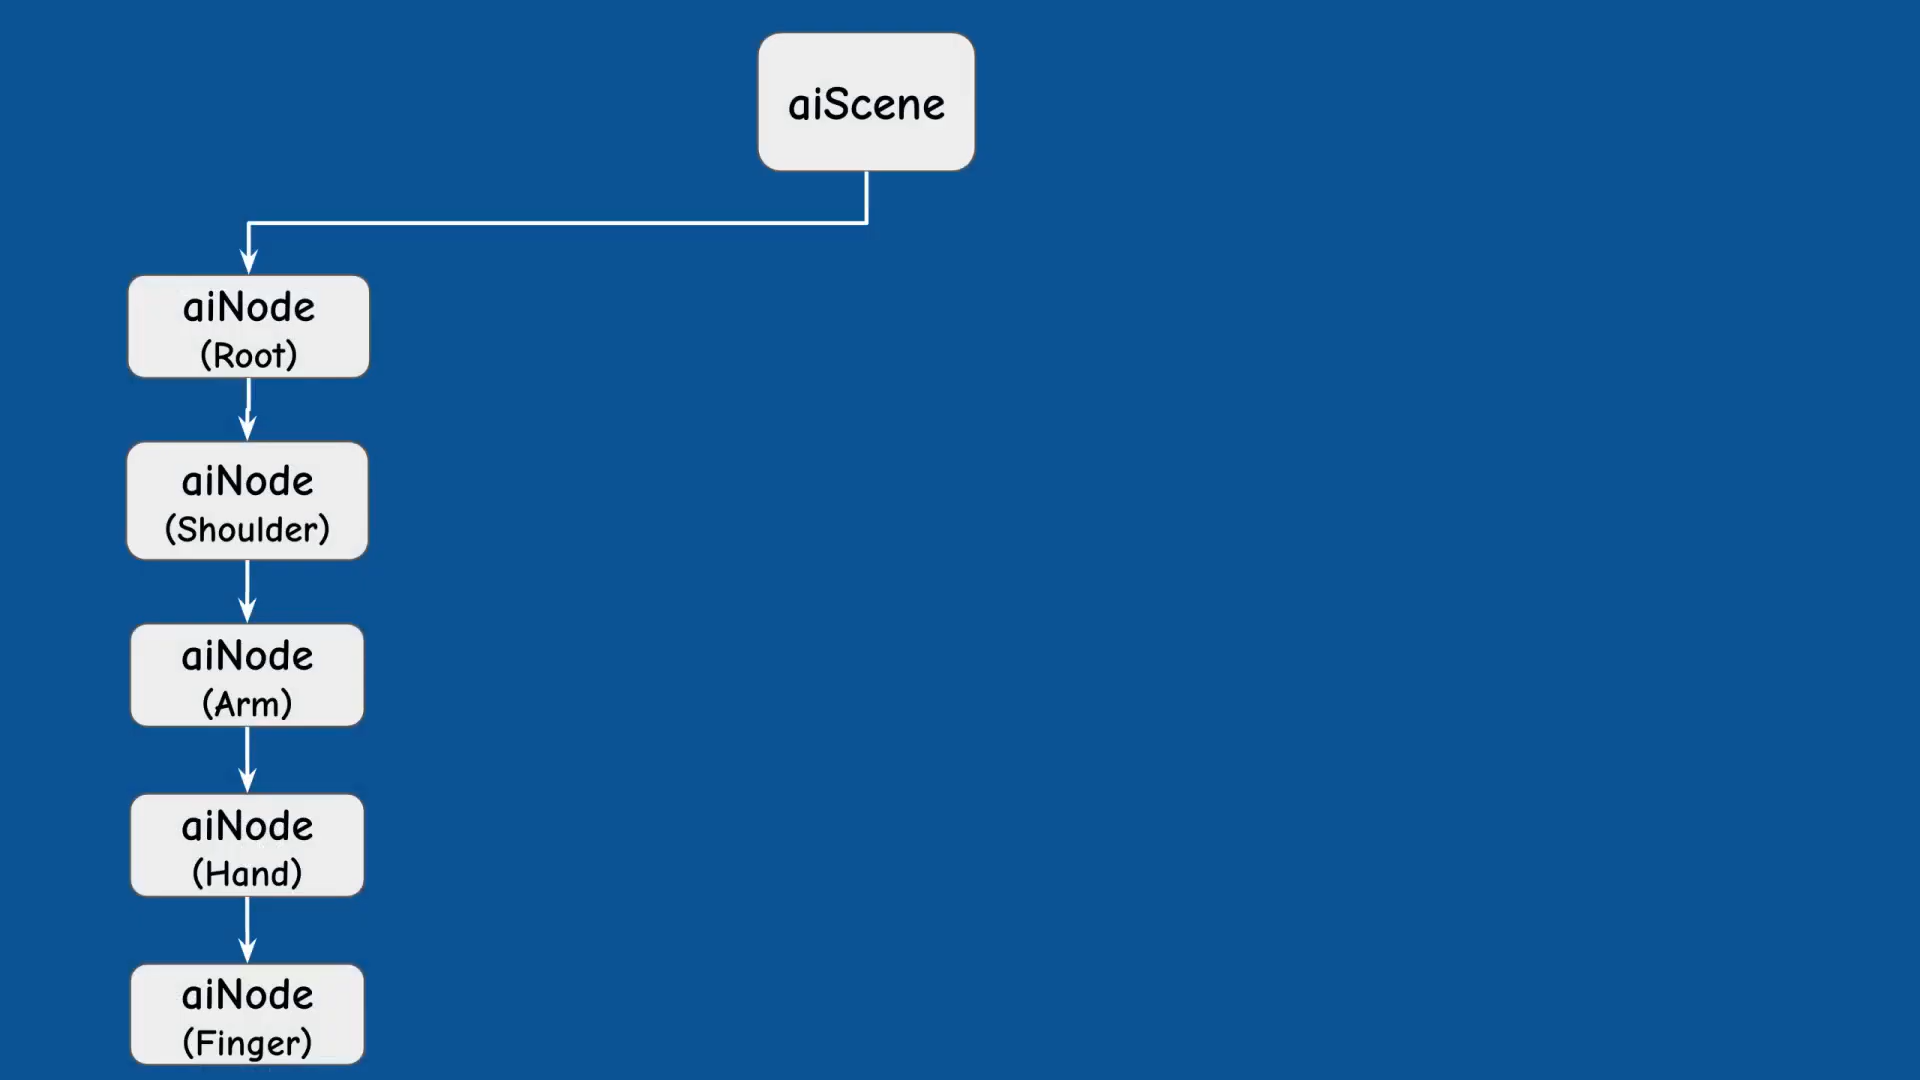 aiScene
aiNode
(Root)
aiNode
(Shoulder)
aiNode
(Arm)
aiNode
(Hand)
aiNode
(Finger)